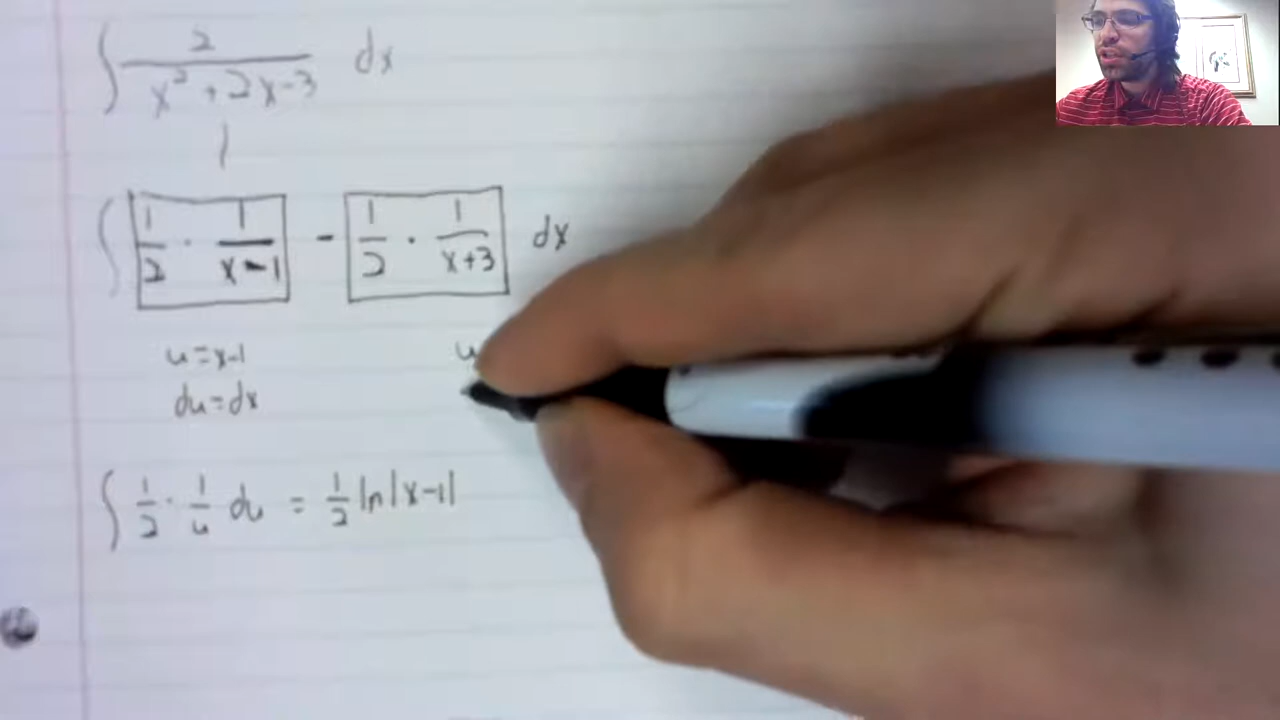 ∫ 2/(x² + 2x - 3) dx
∫ 1/2 · 1/(x - 1) - 1/2 · 1/(x + 3) dx
u = x-1 u
du = dx
∫ 1/2 · 1/u du = 1/2 ln|x-1|